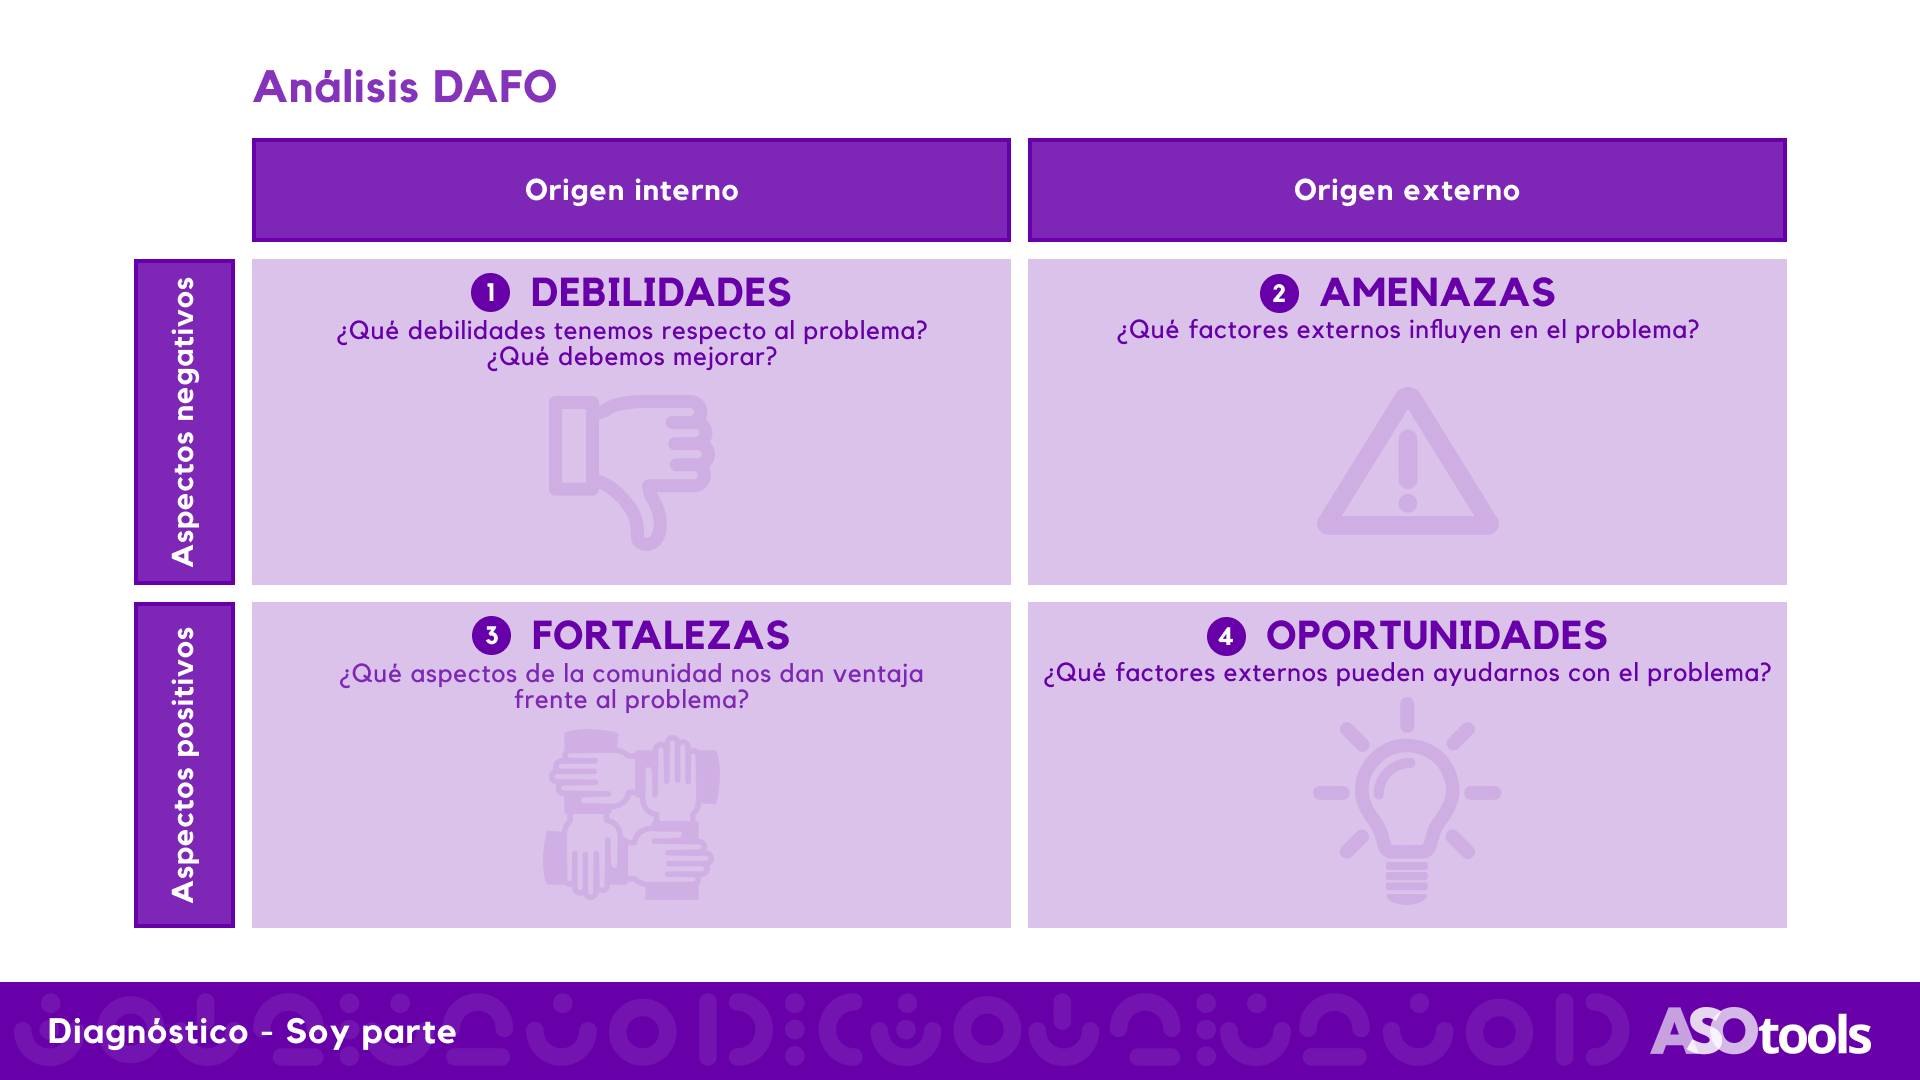 Análisis DAFO
Origen interno
Origen externo
Aspectos negativos
1 DEBILIDADES
¿Qué debilidades tenemos respecto al problema?
¿Qué debemos mejorar?
2 AMENAZAS
¿Qué factores externos influyen en el problema?
Aspectos positivos
3 FORTALEZAS
¿Qué aspectos de la comunidad nos dan ventaja
frente al problema?
4 OPORTUNIDADES
¿Qué factores externos pueden ayudarnos con el problema?
Diagnóstico - Soy parte
ASOtools